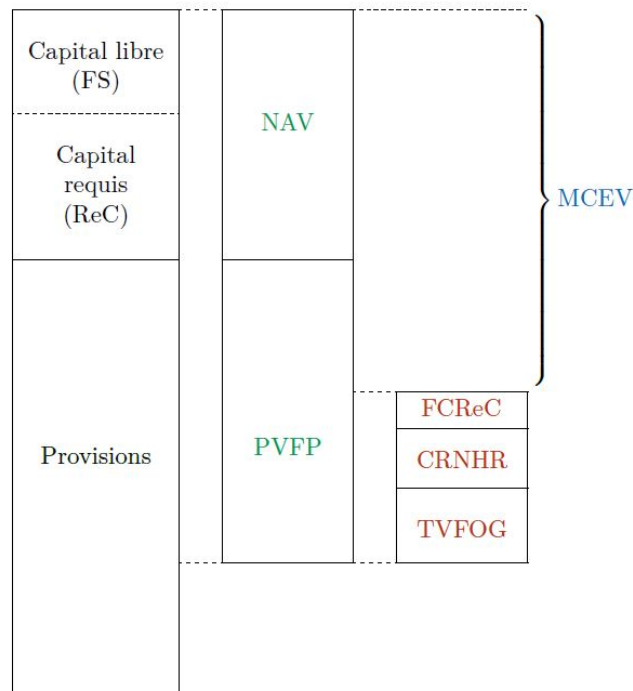 Capital libre
(FS)
Capital
requis
(ReC)
Provisions
NAV
PVFP
FCReC
CRNHR
TVFOG
MCEV